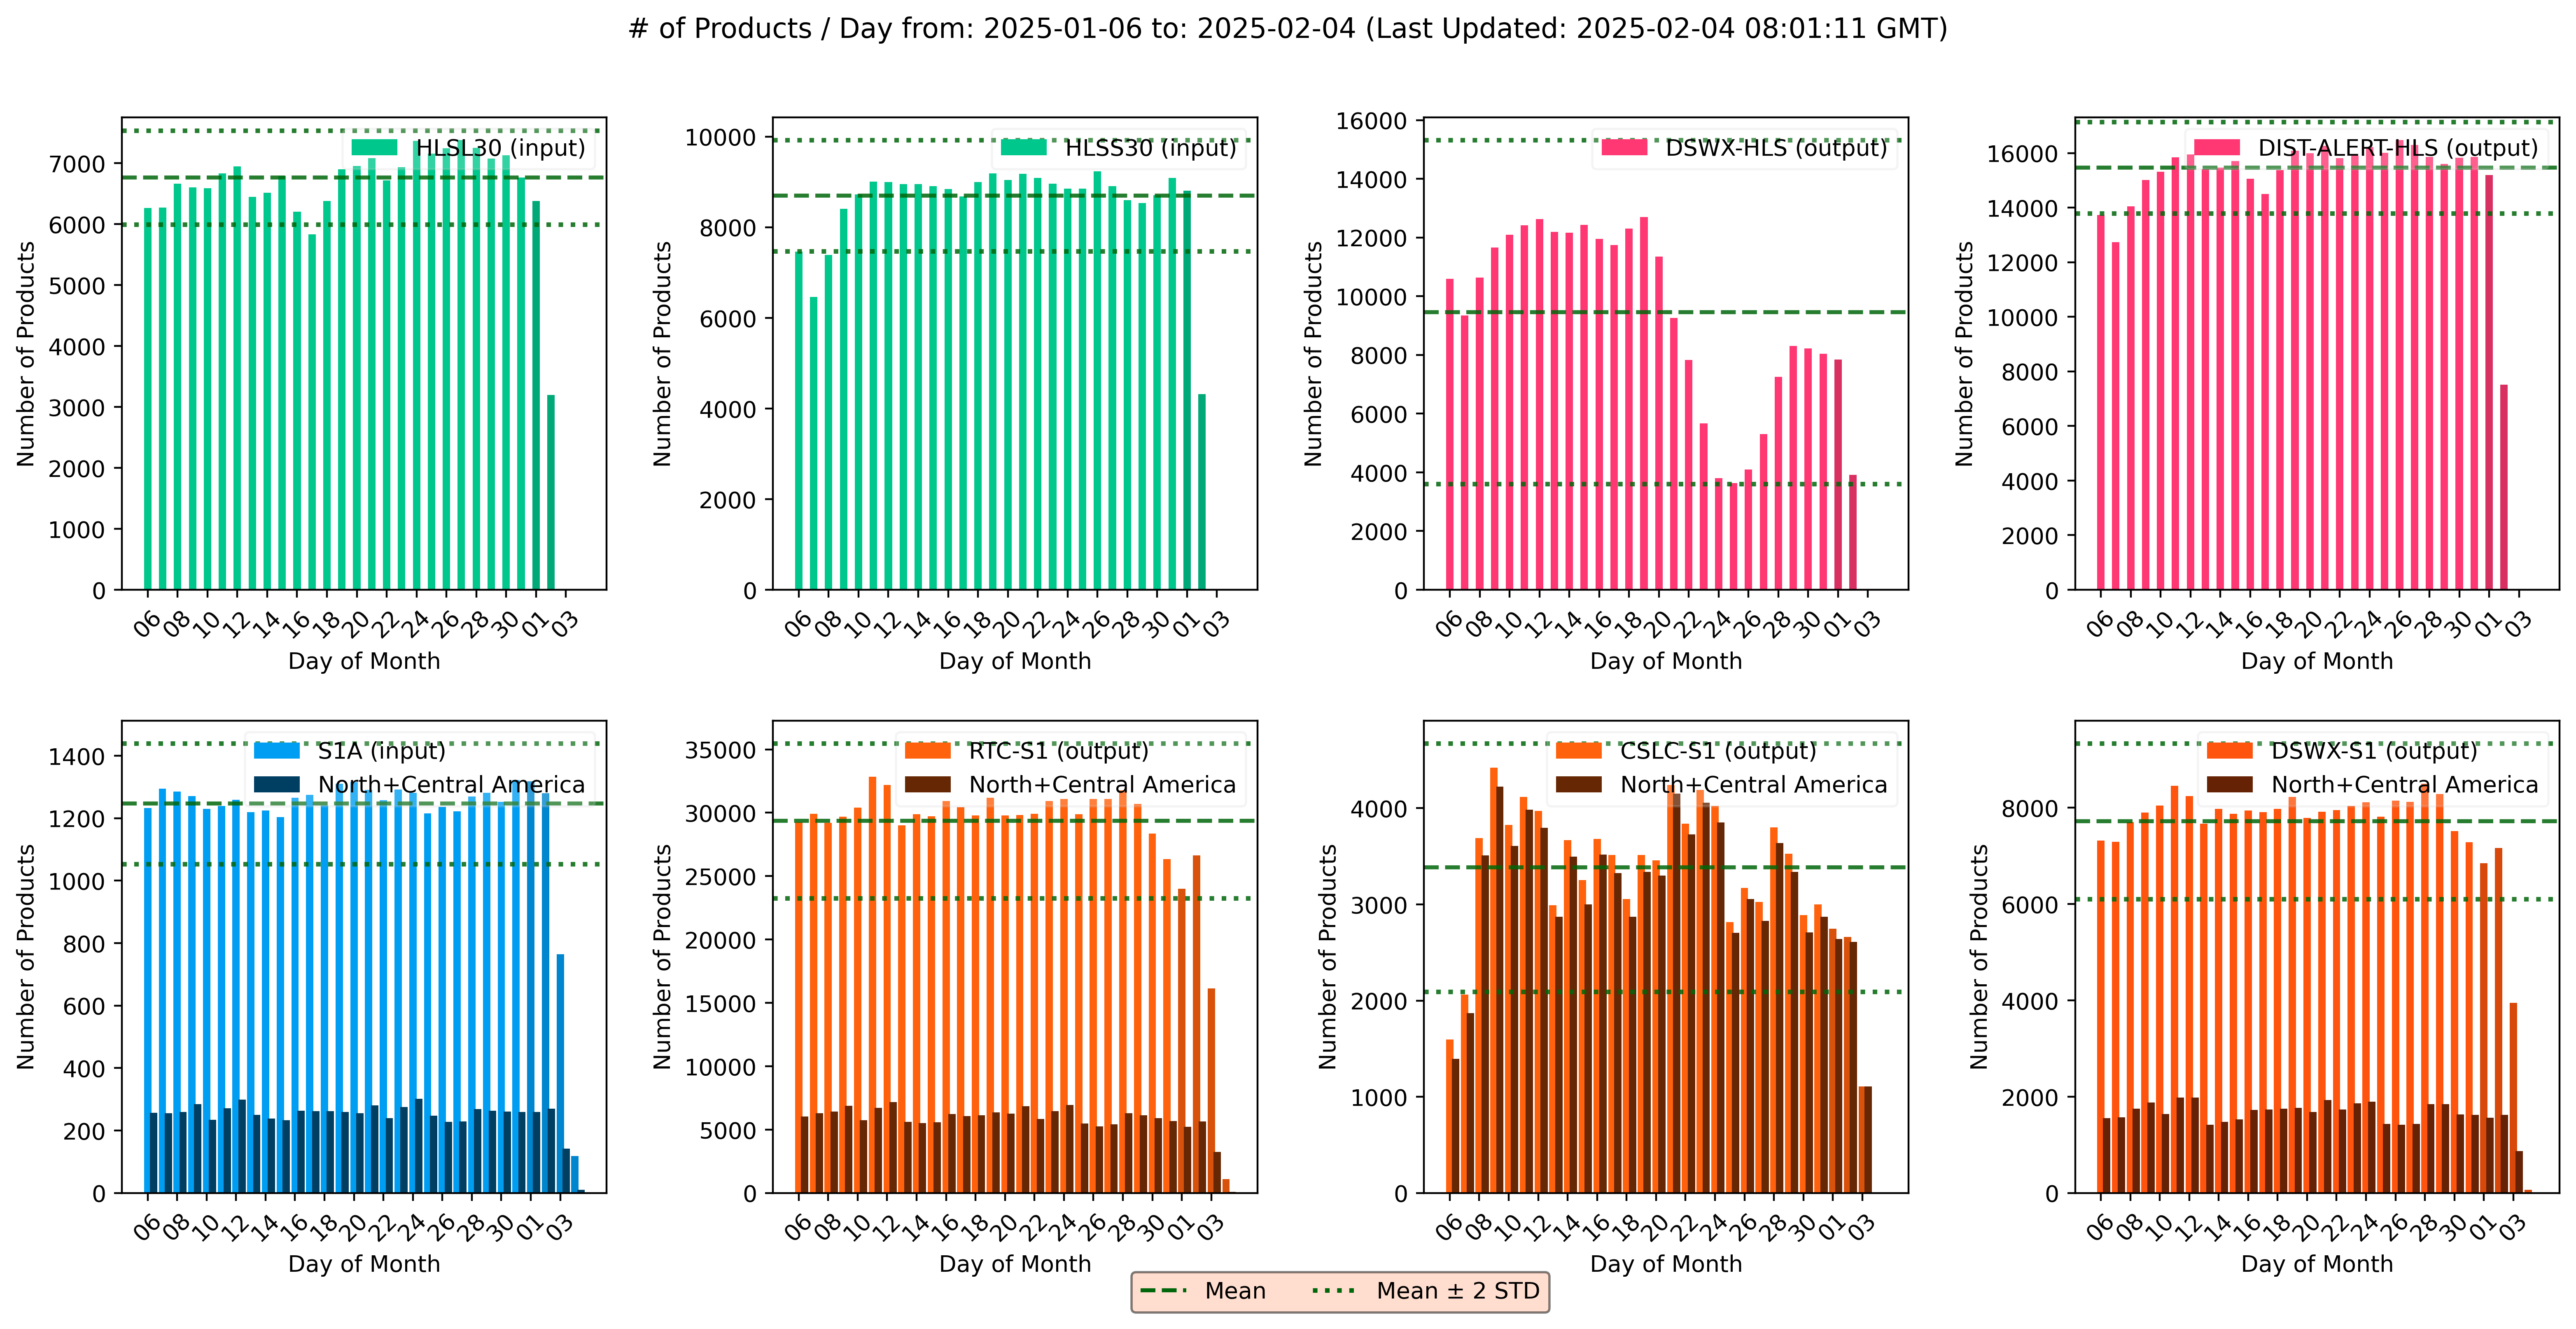 # of Products / Day from: 2025-01-06 to: 2025-02-04 (Last Updated: 2025-02-04 08:01:11 GMT)
HLSL30 (input)
Number of Products
7000
6000
5000
4000
3000
2000
1000
0
06 08 10 12 14 16 18 20 22 24 26 28 30 01 03
Day of Month
HLSS30 (input)
Number of Products
10000
8000
6000
4000
2000
0
06 08 10 12 14 16 18 20 22 24 26 28 30 01 03
Day of Month
DSWX-HLS (output)
Number of Products
16000
14000
12000
10000
8000
6000
4000
2000
0
06 08 10 12 14 16 18 20 22 24 26 28 30 01 03
Day of Month
DIST-ALERT-HLS (output)
Number of Products
16000
14000
12000
10000
8000
6000
4000
2000
0
06 08 10 12 14 16 18 20 22 24 26 28 30 01 03
Day of Month
S1A (input)
North+Central America
Number of Products
1400
1200
1000
800
600
400
200
0
06 08 10 12 14 16 18 20 22 24 26 28 30 01 03
Day of Month
RTC-S1 (output)
North+Central America
Number of Products
35000
30000
25000
20000
15000
10000
5000
0
06 08 10 12 14 16 18 20 22 24 26 28 30 01 03
Day of Month
CSLC-S1 (output)
North+Central America
Number of Products
4000
3000
2000
1000
0
06 08 10 12 14 16 18 20 22 24 26 28 30 01 03
Day of Month
DSWX-S1 (output)
North+Central America
Number of Products
8000
6000
4000
2000
0
06 08 10 12 14 16 18 20 22 24 26 28 30 01 03
Day of Month
Mean
Mean ± 2 STD